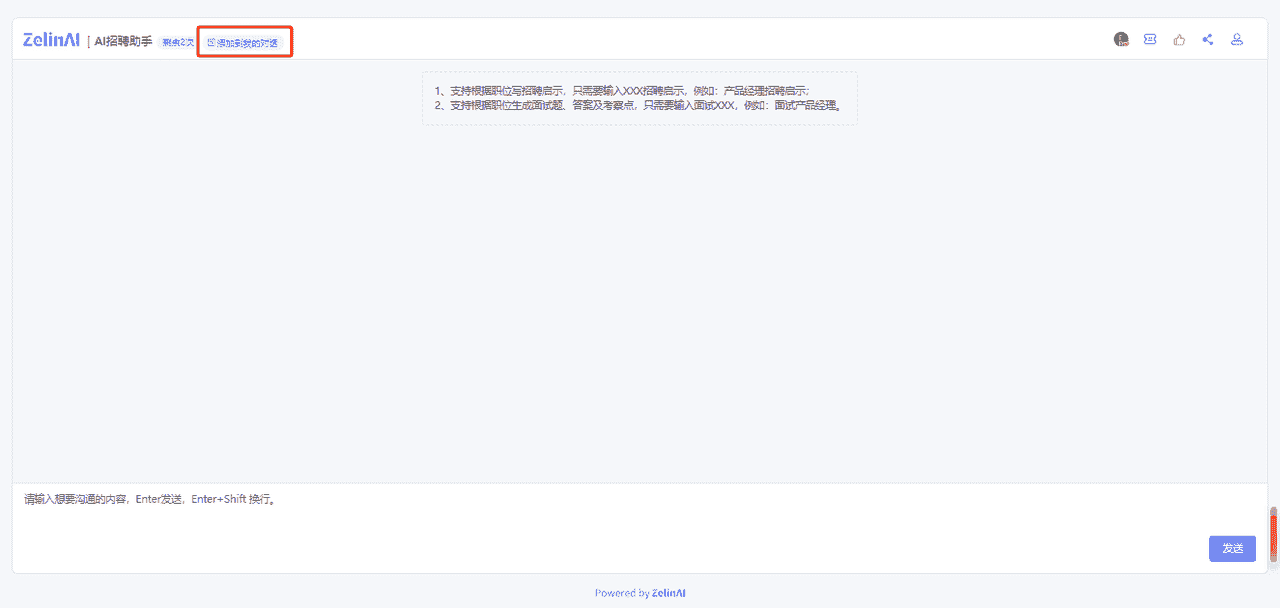 ZelinAI
AI招聘助手
剩余2次
添加到我的对话
1、支持根据职位写招聘启示，只需要输入XXX招聘启示，例如：产品经理招聘启示；
2、支持根据职位生成面试题、答案及考察点，只需要输入面试XXX，例如：面试产品经理。
请输入想要沟通的内容，Enter发送，Enter+Shift 换行。
发送
Powered by ZelinAI